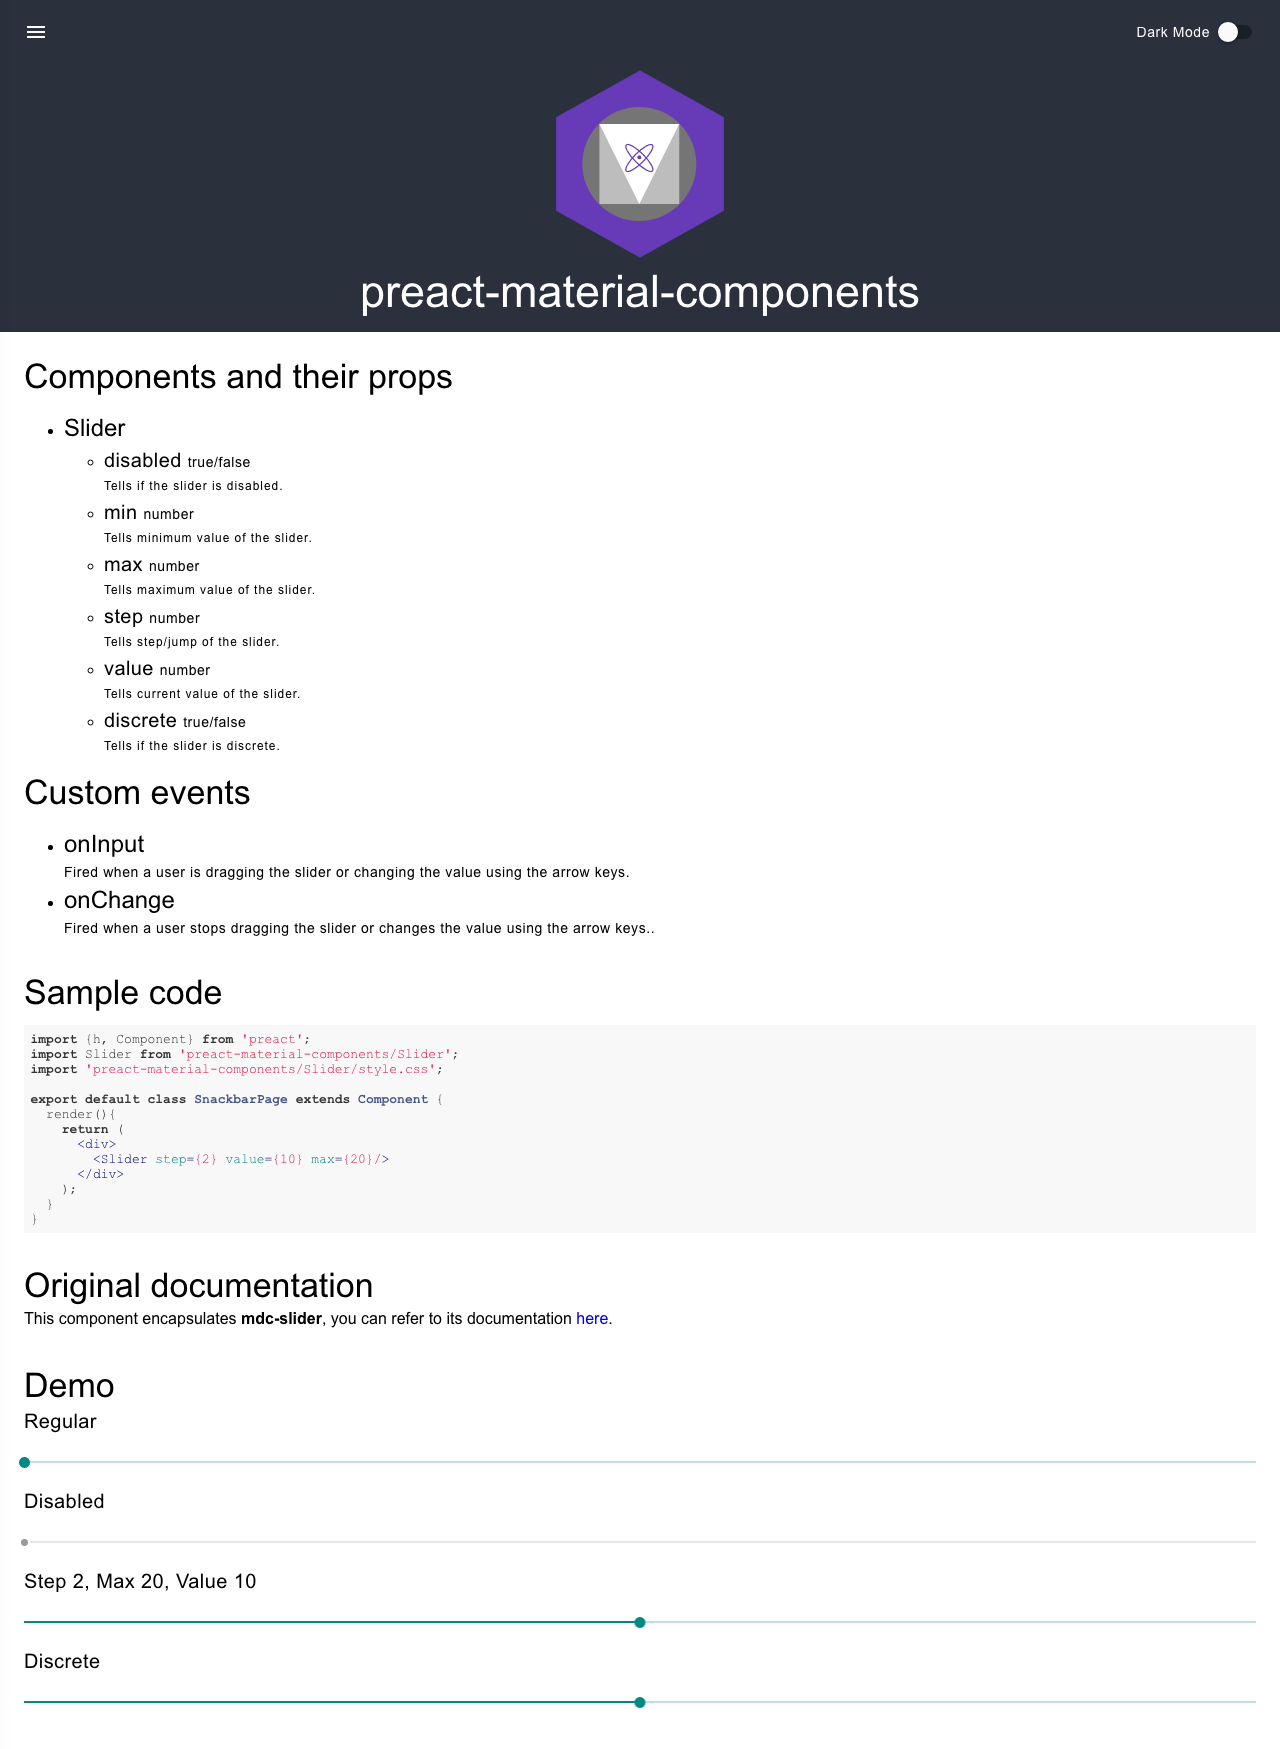 Dark Mode
preact-material-components
Components and their props
Slider
disabled true/false
Tells if the slider is disabled.
min number
Tells minimum value of the slider.
max number
Tells maximum value of the slider.
step number
Tells step/jump of the slider.
value number
Tells current value of the slider.
discrete true/false
Tells if the slider is discrete.
Custom events
onInput
Fired when a user is dragging the slider or changing the value using the arrow keys.
onChange
Fired when a user stops dragging the slider or changes the value using the arrow keys..
Sample code
import {h, Component} from 'preact';
import Slider from 'preact-material-components/Slider';
import 'preact-material-components/Slider/style.css';
export default class SnackbarPage extends Component {
render(){
return (
<div>
<Slider step={2} value={10} max={20}/>
</div>
);
}
}
Original documentation
This component encapsulates mdc-slider, you can refer to its documentation here.
Demo
Regular
Disabled
Step 2, Max 20, Value 10
Discrete